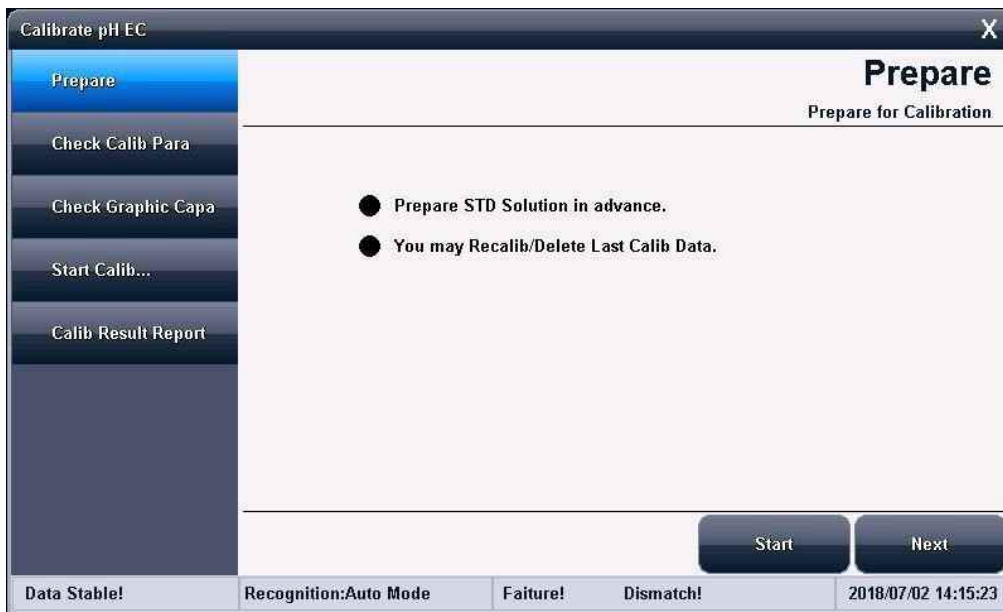 Calibrate pH EC
X
Prepare
Check Calib Para
Check Graphic Capa
Start Calib...
Calib Result Report
Prepare
Prepare for Calibration
Prepare STD Solution in advance.
You may Recalib/Delete Last Calib Data.
Start
Next
Data Stable!
Recognition:Auto Mode
Faiture!
Dismatch!
2018/07/02 14:15:23